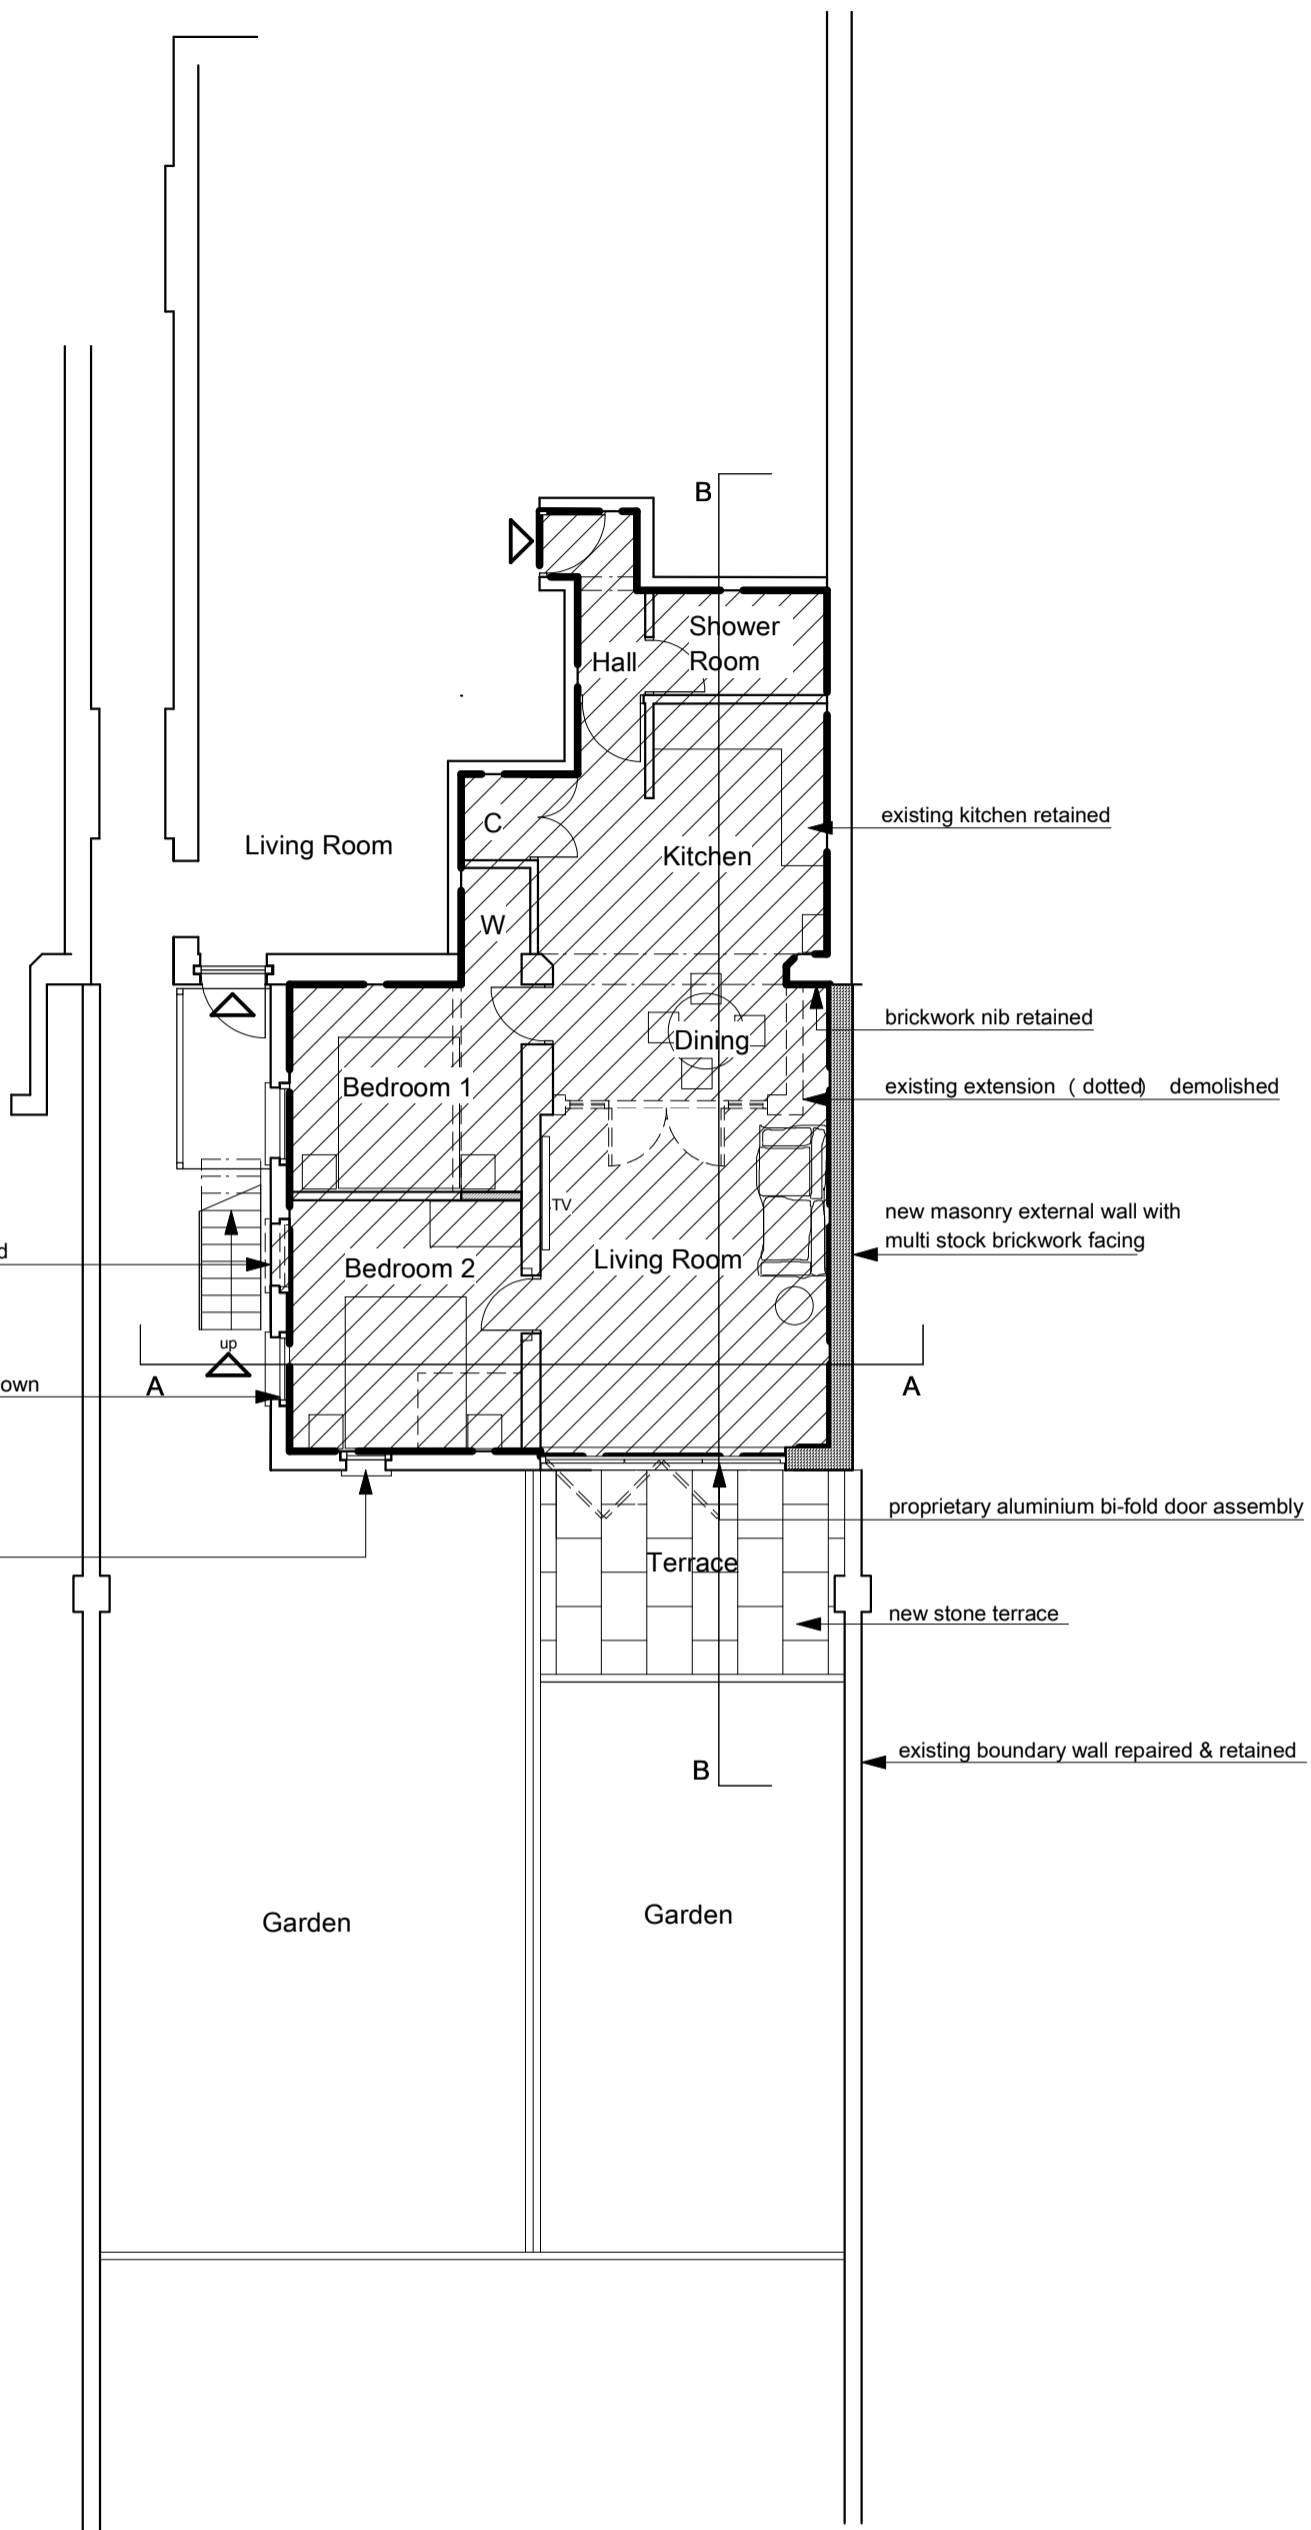 B
Shower
Hall
Room
existing kitchen retained
C
Living Room
Kitchen
W
brickwork nib retained
Dining
Bedroom 1
existing extension ( dotted) demolished
TV
new masonry external wall with
multi stock brickwork facing
d
Living Room
Bedroom 2
up
own
A
A
proprietary aluminium bi-fold door assembly
Terrace
new stone terrace
existing boundary wall repaired & retained
B
Garden
Garden